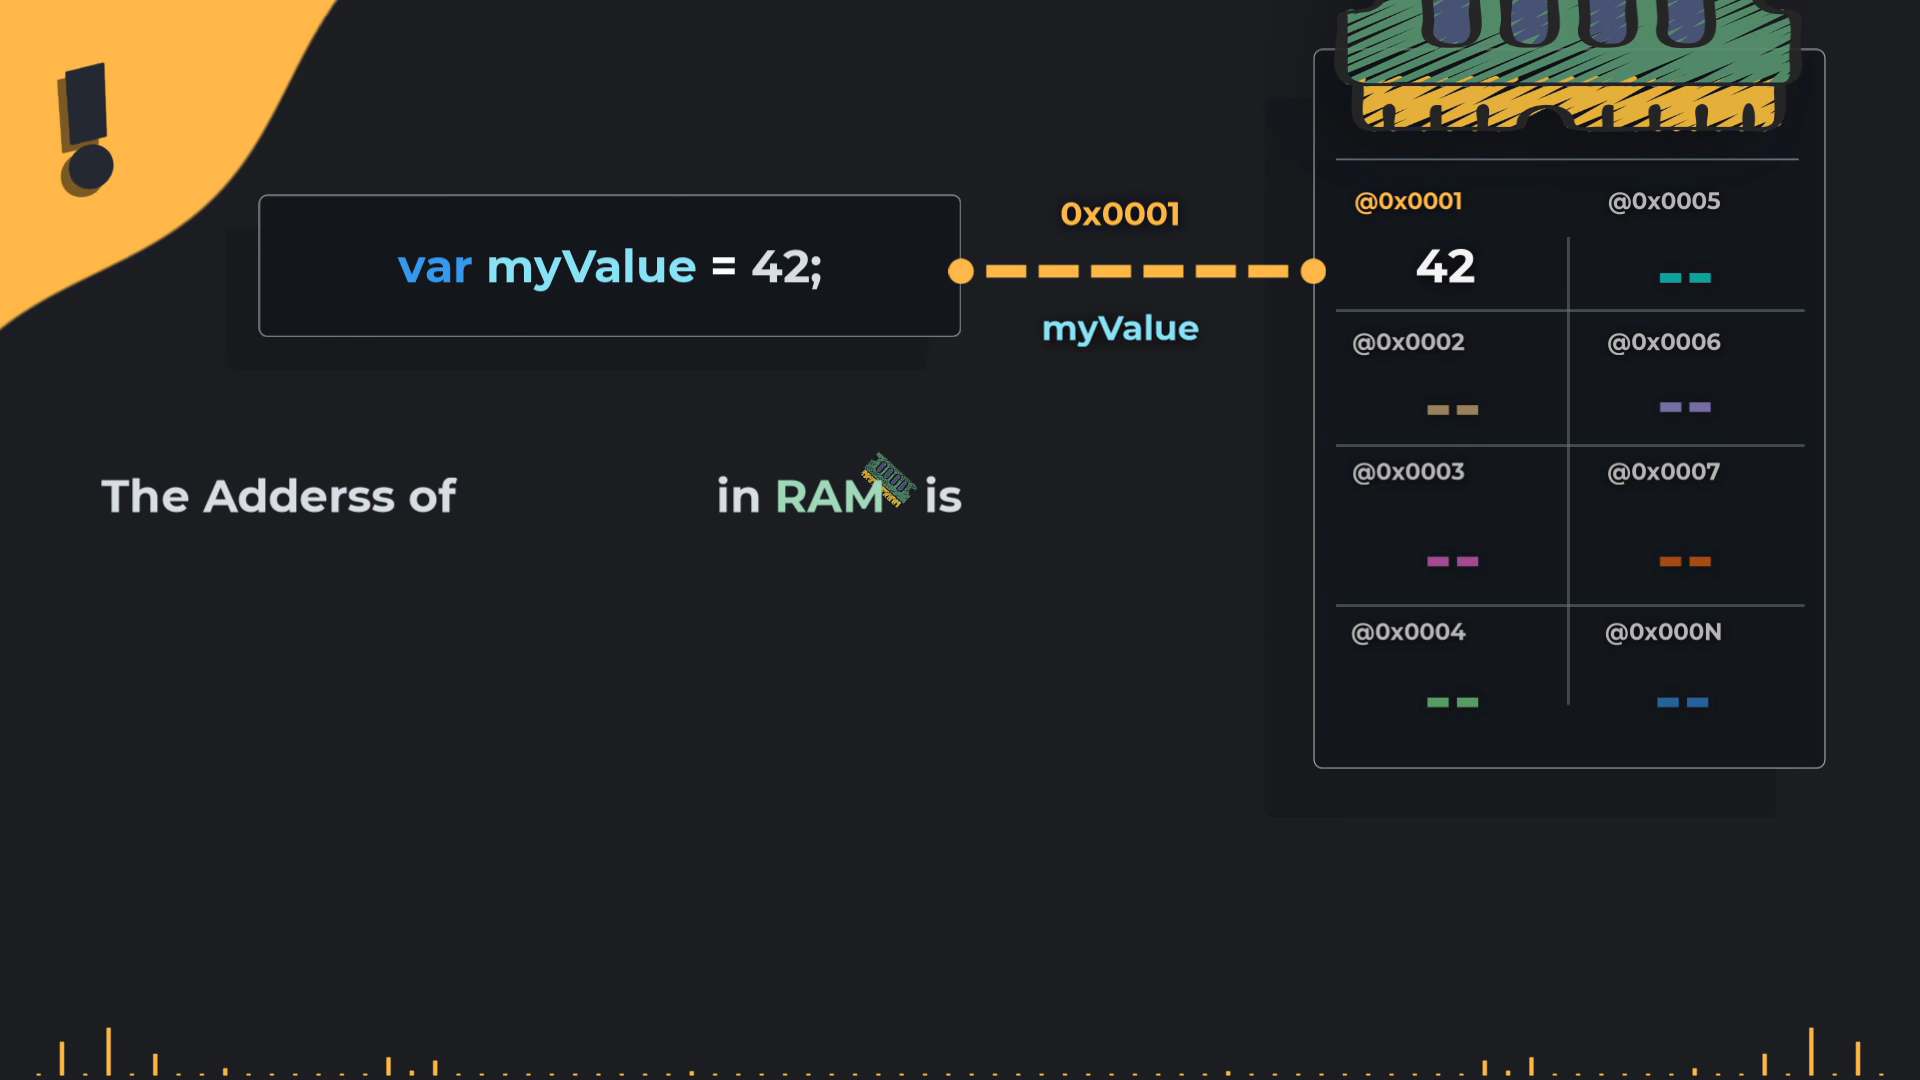 var myValue = 42;
0x0001
myValue
The Adderss of in RAM is
@0x0001
42
@0x0005
@0x0002
@0x0006
@0x0003
@0x0007
@0x0004
@0x000N